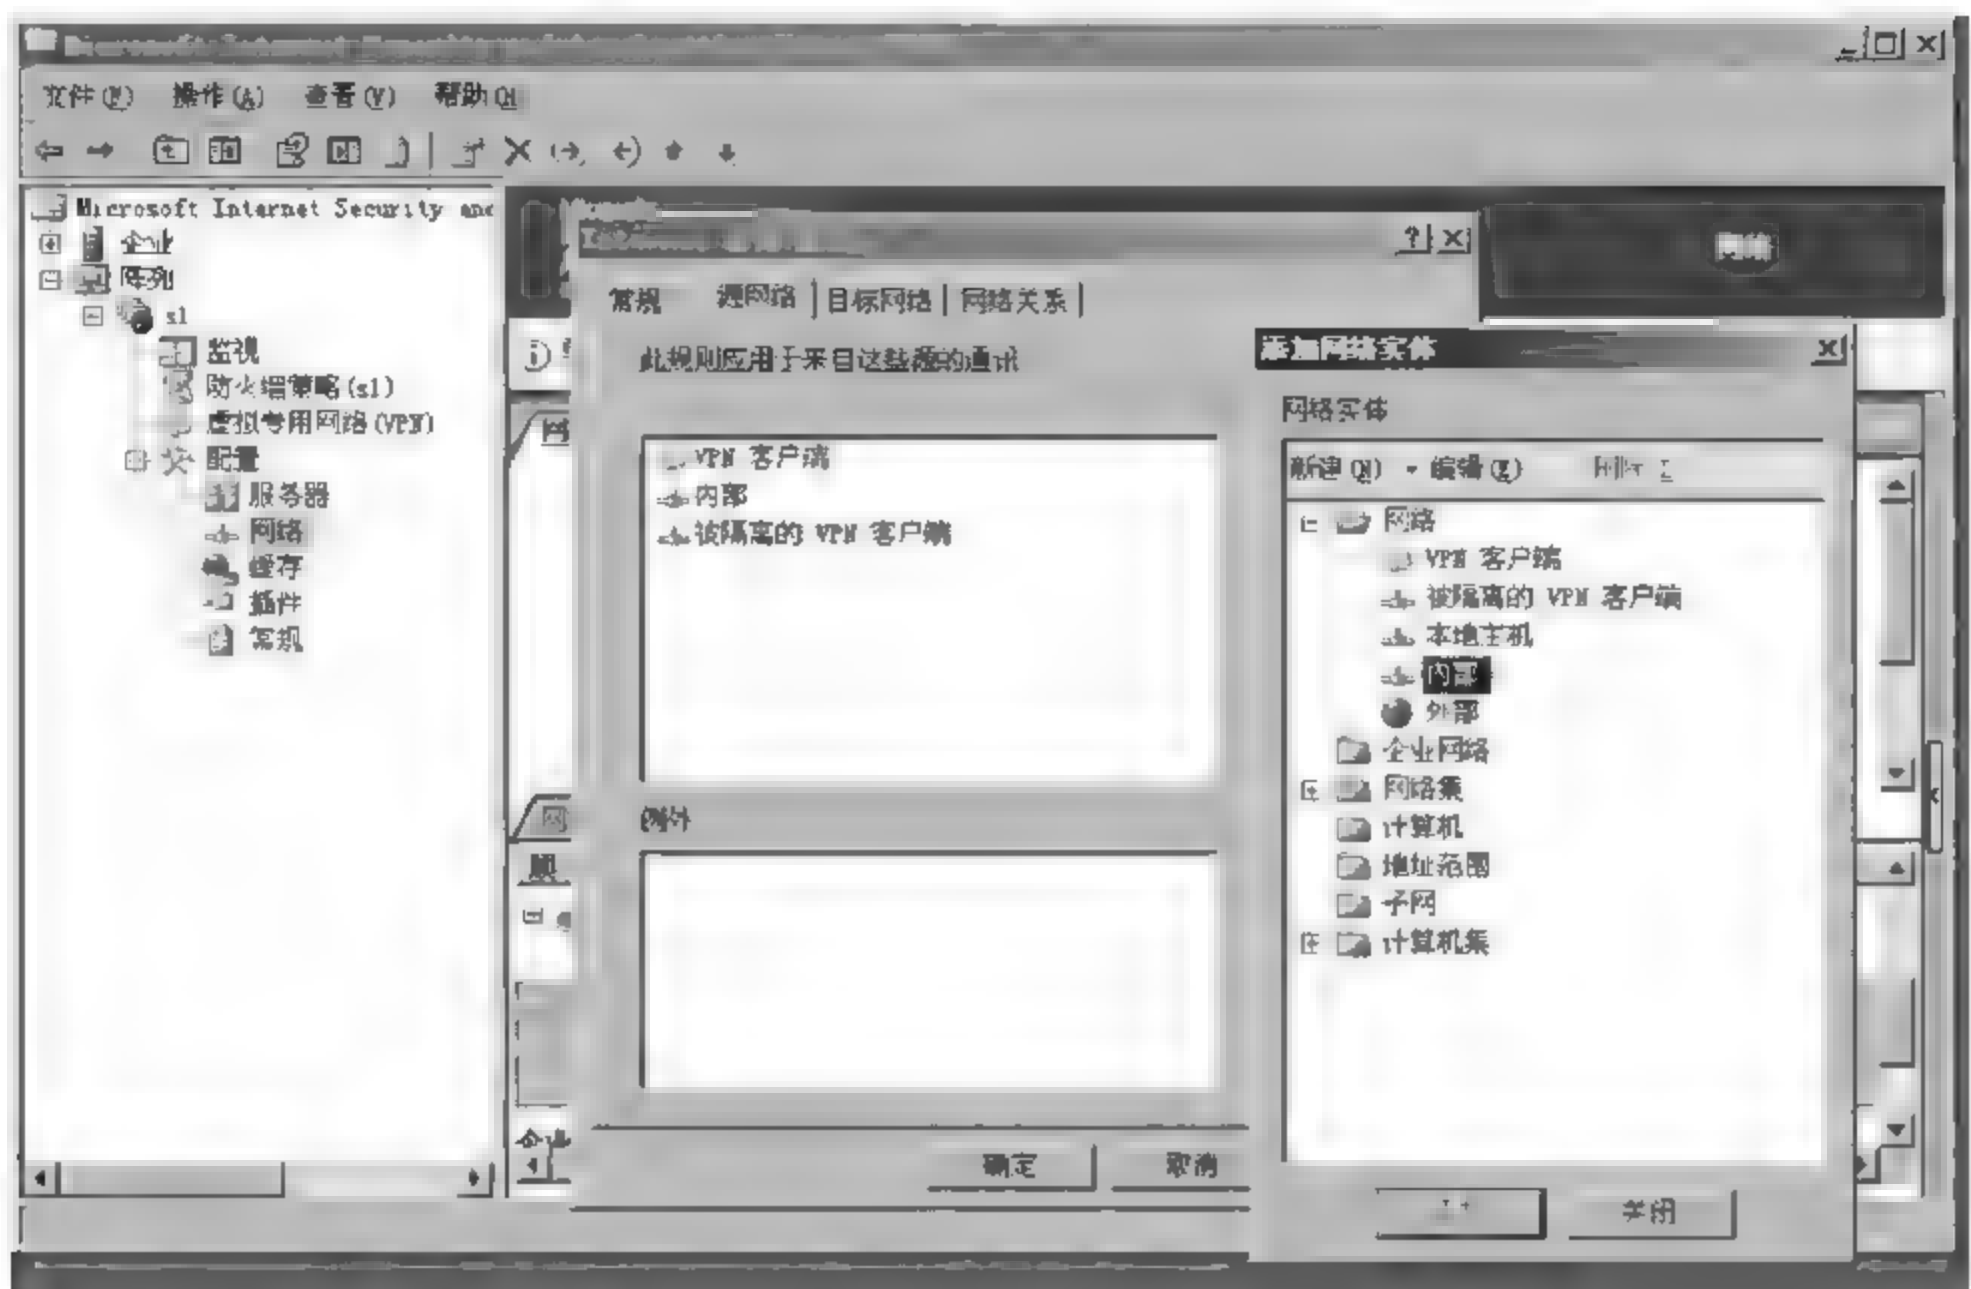 文件(F) 操作(A) 查看(V) 帮助(H
Microsoft Internet Security and
企业
阵列
s1
监视
防火墙策略(s1)
虚拟专用网络(VPN)
配置
服务器
网络
缓存
插件
常规
常规 源网络 目标网络 网络关系
此规则应用于来自这些源的通讯
VPN 客户端
内部
被隔离的 VPN 客户端
例外
确定 取消
网
网
顺
企业
添加网络实体
网络实体
新建(N) 编辑(E) 删除
网络
VPN 客户端
被隔离的 VPN 客户端
本地主机
内部
外部
企业网络
网络集
计算机
地址范围
子网
计算机集
关闭